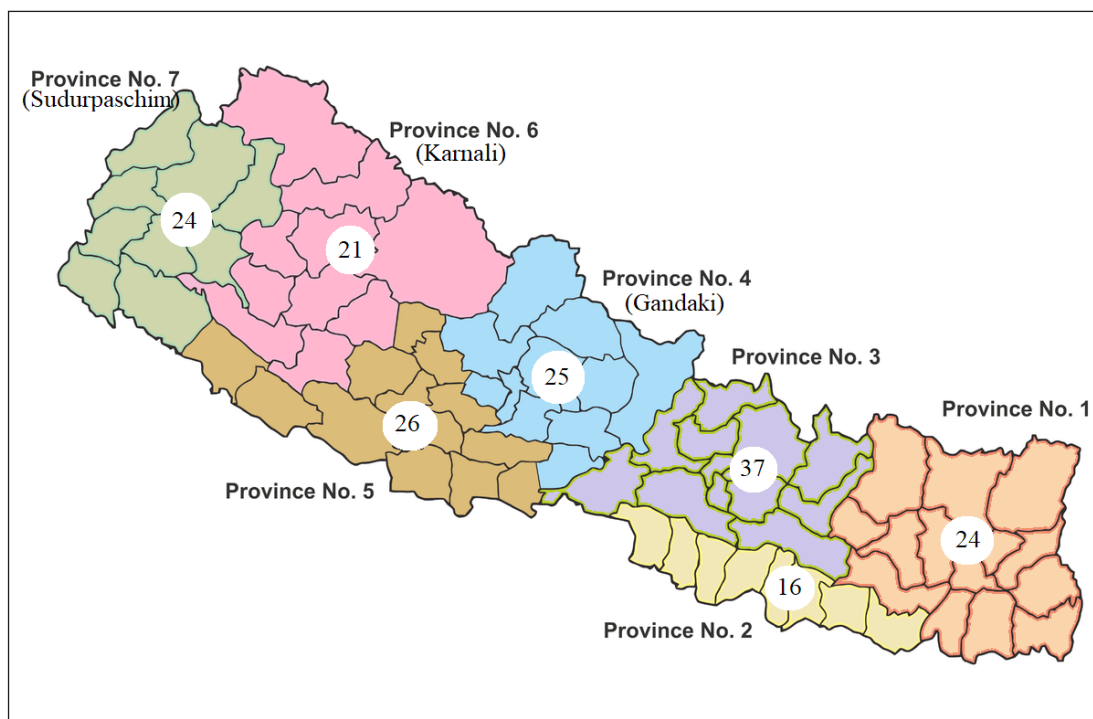 Province No. 7
(Sudurpaschim)
Province No. 6
(Karnali)
24
21
Province No. 4
(Gandaki)
Province No. 3
25
Province No. 1
26
37
Province No. 5
24
16
Province No. 2